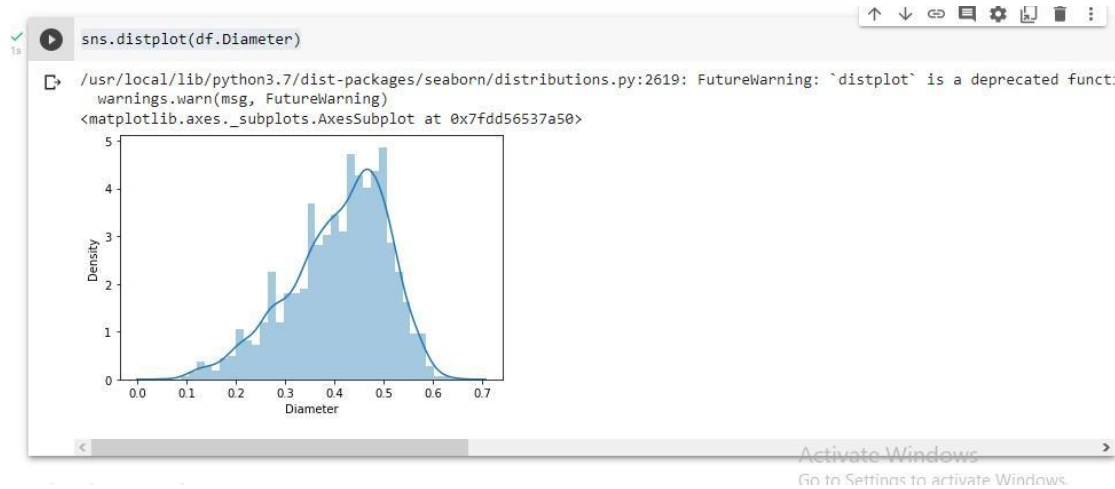 1s
sns.distplot(df.Diameter)
/usr/local/lib/python3.7/dist-packages/seaborn/distributions.py:2619: FutureWarning: `distplot` is a deprecated functi
warnings.warn(msg, FutureWarning)
<matplotlib.axes._subplots.AxesSubplot at 0x7fdd56537a50>
5
4
3
2
1
0
Density
0.0 0.1 0.2 0.3 0.4 0.5 0.6 0.7
Diameter
Activate Windows
Go to Settings to activate Windows.